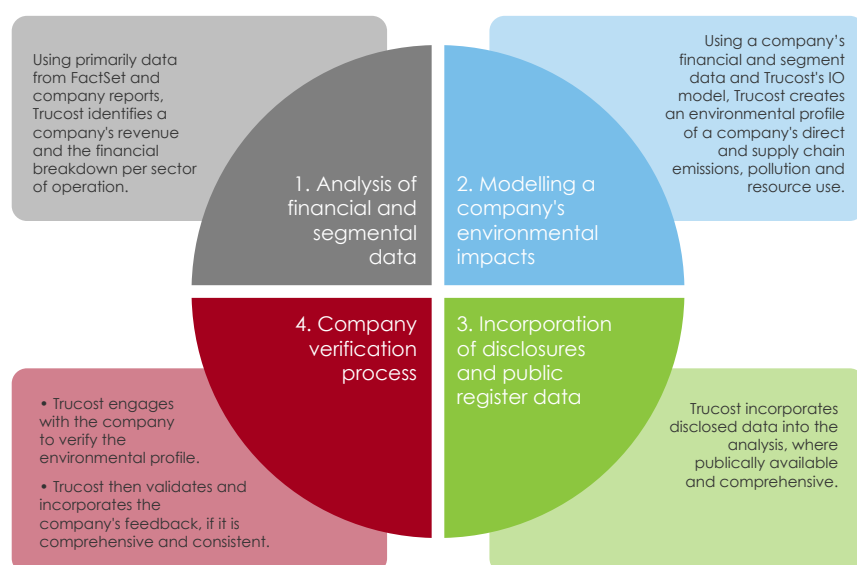 Using primarily data
from FactSet and
company reports,
Trucost identifies a
company's revenue
and the financial
breakdown per sector
of operation.
1. Analysis of
financial and
segmental
data
Using a company's
financial and segment
data and Trucost's IO
model, Trucost creates
an environmental profile
of a company's direct
and supply chain
emissions, pollution and
resource use.
2. Modelling a
company's
environmental
impacts
4. Company
verification
process
• Trucost engages
with the company
to verify the
environmental profile.
• Trucost then validates and
incorporates the
company's feedback, if it is
comprehensive and consistent.
3. Incorporation
of disclosures
and public
register data
Trucost incorporates
disclosed data into the
analysis, where
publically available
and comprehensive.